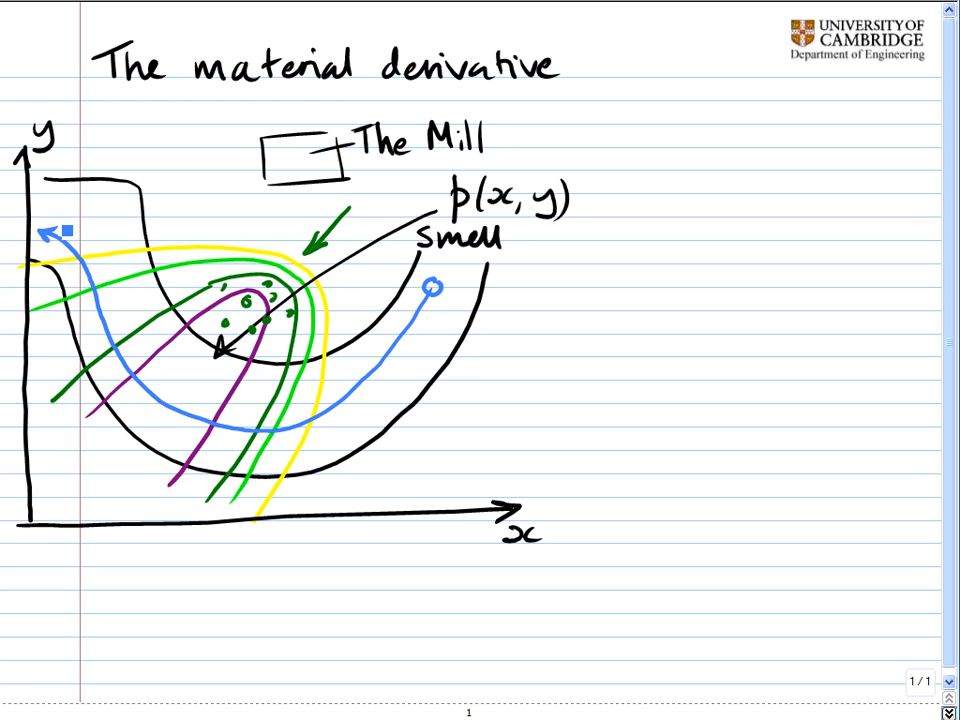 UNIVERSITY OF
CAMBRIDGE
Department of Engineering
The material derivative
y
The Mill
p(x, y)
smell
x
1 / 1
1